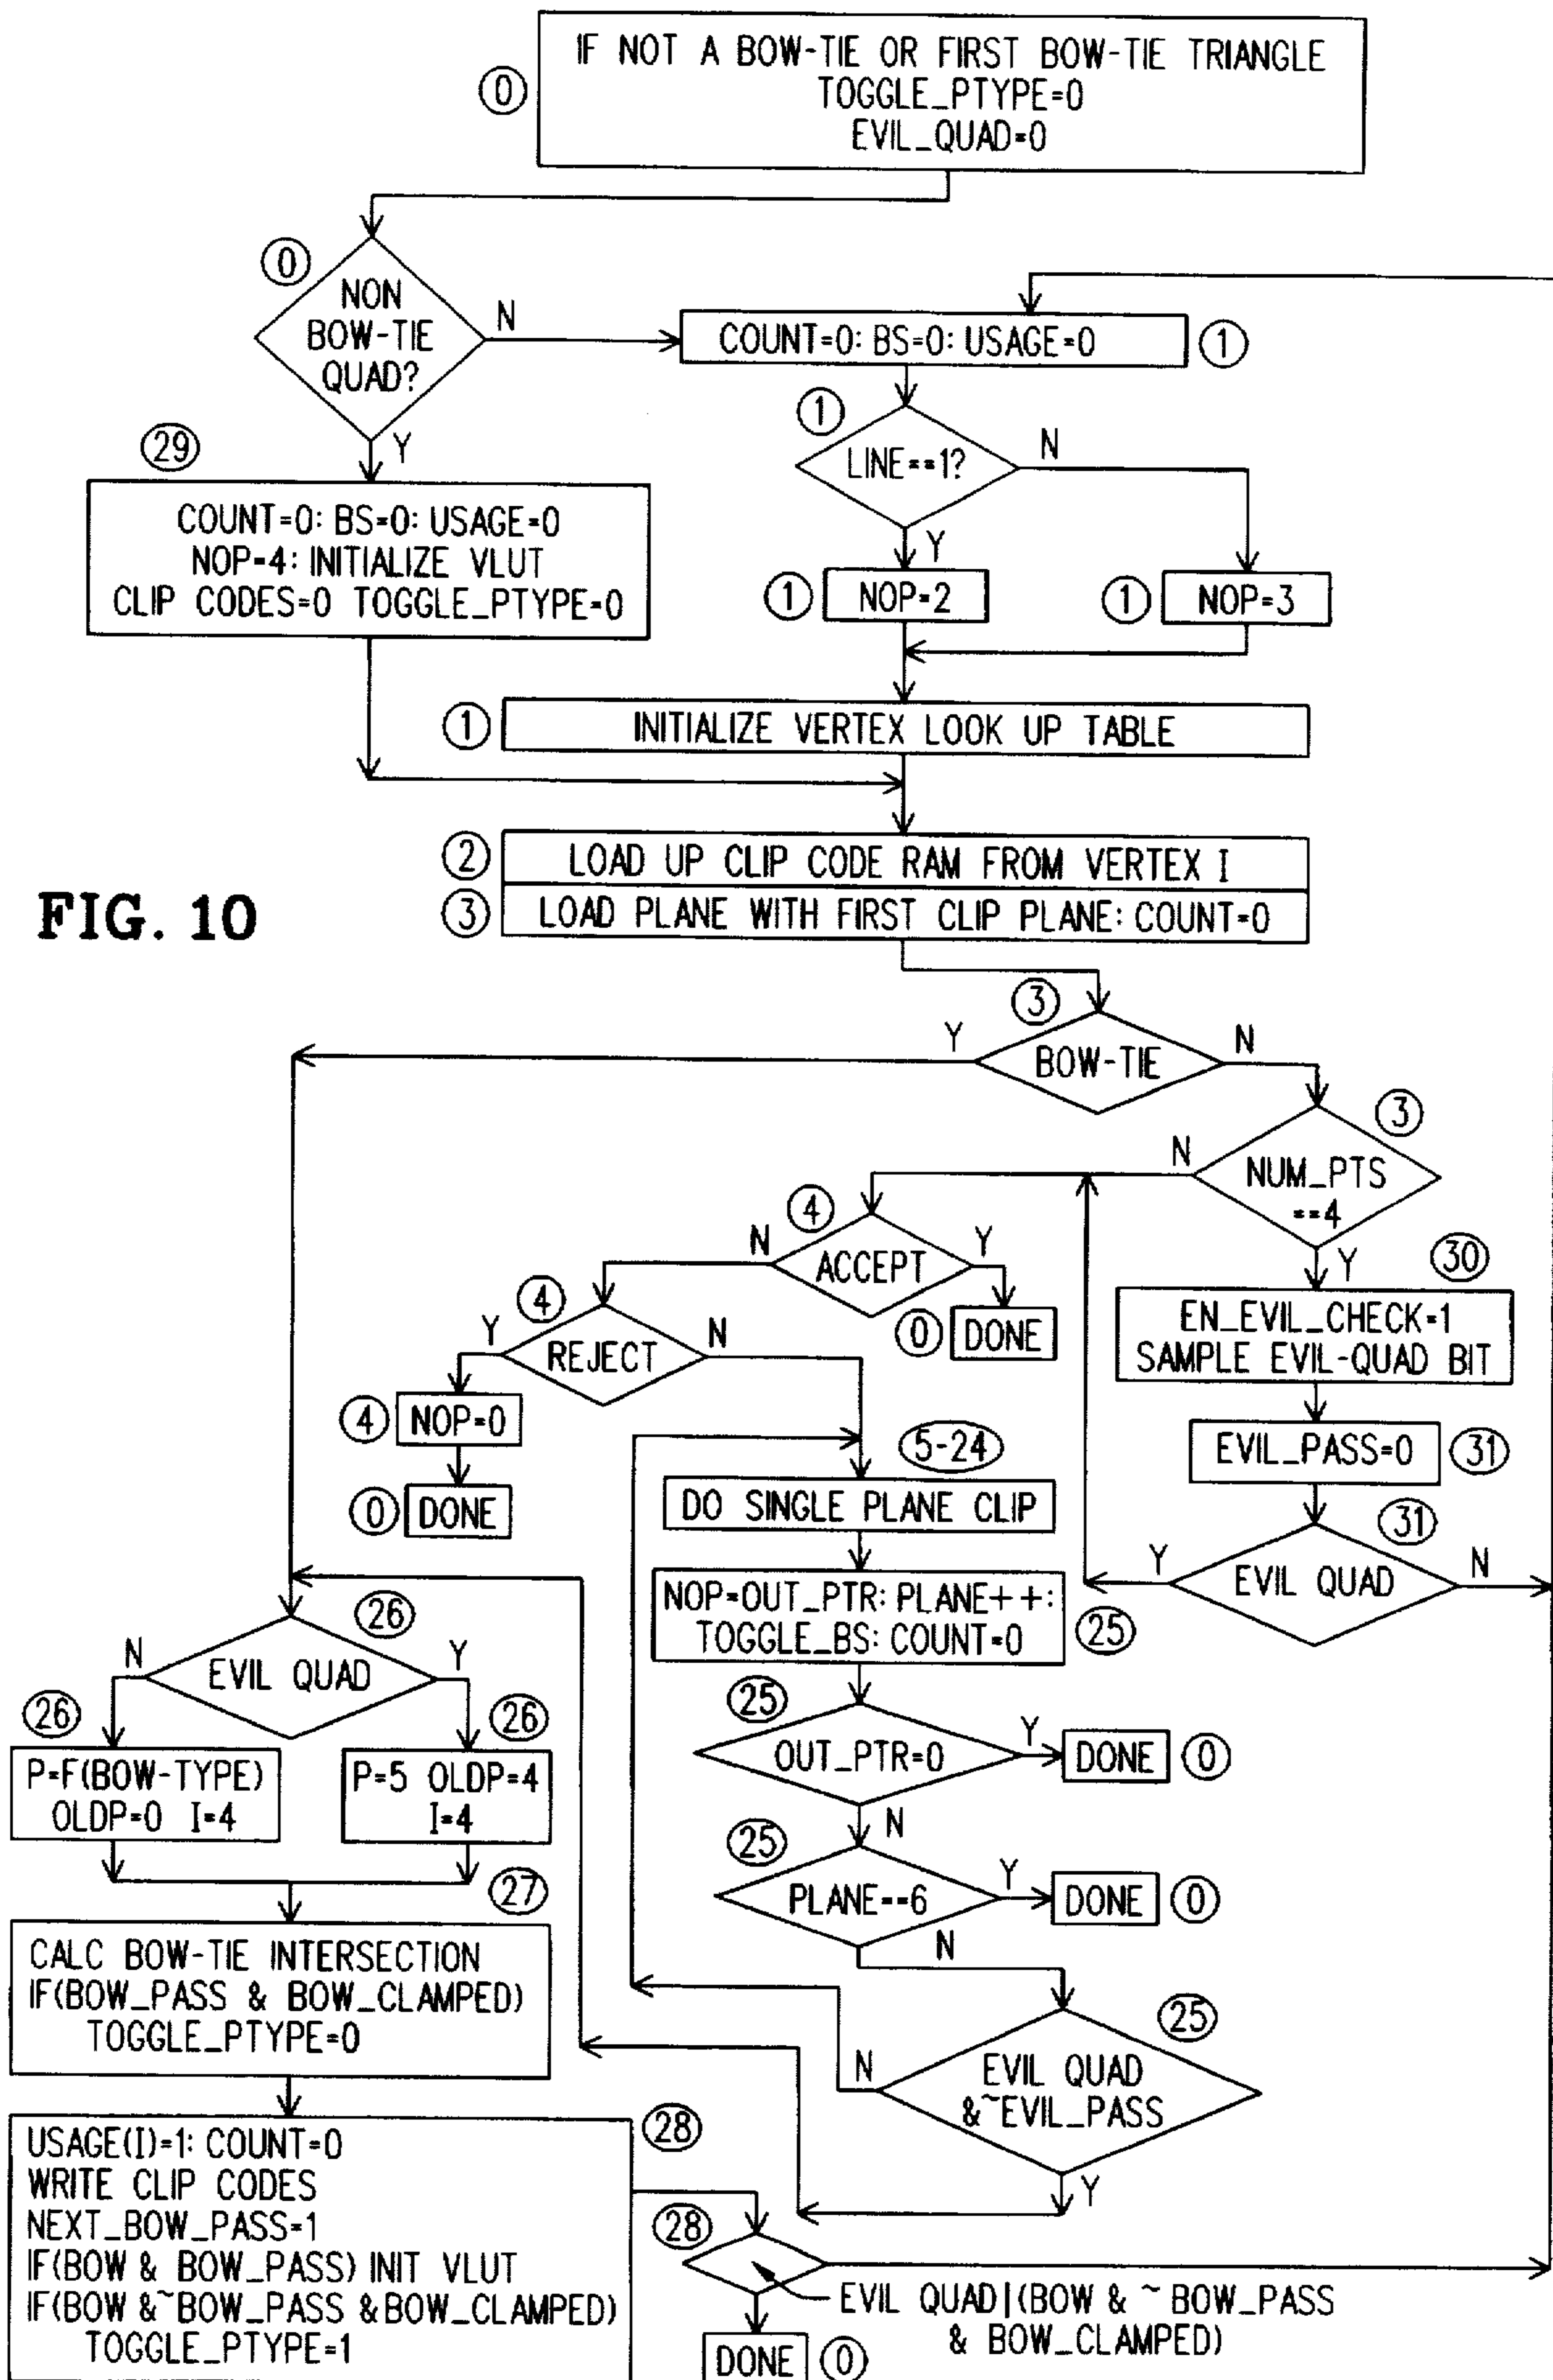 IF NOT A BOW-TIE OR FIRST BOW-TIE TRIANGLE
TOGGLE_PTYPE=0
EVIL_QUAD=0
0
0
NON
BOW-TIE
QUAD?
N
Y
COUNT=0: BS=0: USAGE=0
1
1
LINE==1?
N
Y
29
COUNT=0: BS=0: USAGE=0
NOP=4: INITIALIZE VLUT
CLIP CODES=0 TOGGLE_PTYPE=0
1
NOP=2
1
NOP=3
1
INITIALIZE VERTEX LOOK UP TABLE
2
LOAD UP CLIP CODE RAM FROM VERTEX I
3
LOAD PLANE WITH FIRST CLIP PLANE: COUNT=0
FIG. 10
3
Y
BOW-TIE
N
3
N
NUM_PTS
==4
Y
4
N
ACCEPT
Y
0
DONE
30
EN_EVIL_CHECK=1
SAMPLE EVIL-QUAD BIT
4
Y
REJECT
N
4
NOP=0
0
DONE
EVIL_PASS=0
31
5-24
DO SINGLE PLANE CLIP
31
Y
EVIL QUAD
N
NOP=OUT_PTR: PLANE++:
TOGGLE_BS: COUNT=0
25
26
N
EVIL QUAD
Y
26
P=F(BOW-TYPE)
OLDP=0 I=4
26
P=5 OLDP=4
I=4
25
OUT_PTR=0
Y
DONE
0
N
25
PLANE==6
Y
DONE
0
N
27
CALC BOW-TIE INTERSECTION
IF(BOW_PASS & BOW_CLAMPED)
TOGGLE_PTYPE=0
25
N
EVIL QUAD
&~EVIL_PASS
Y
28
USAGE(I)=1: COUNT=0
WRITE CLIP CODES
NEXT_BOW_PASS=1
IF(BOW & BOW_PASS) INIT VLUT
IF(BOW &~BOW_PASS &BOW_CLAMPED)
TOGGLE_PTYPE=1
28
EVIL QUAD|(BOW & ~ BOW_PASS
& BOW_CLAMPED)
DONE
0